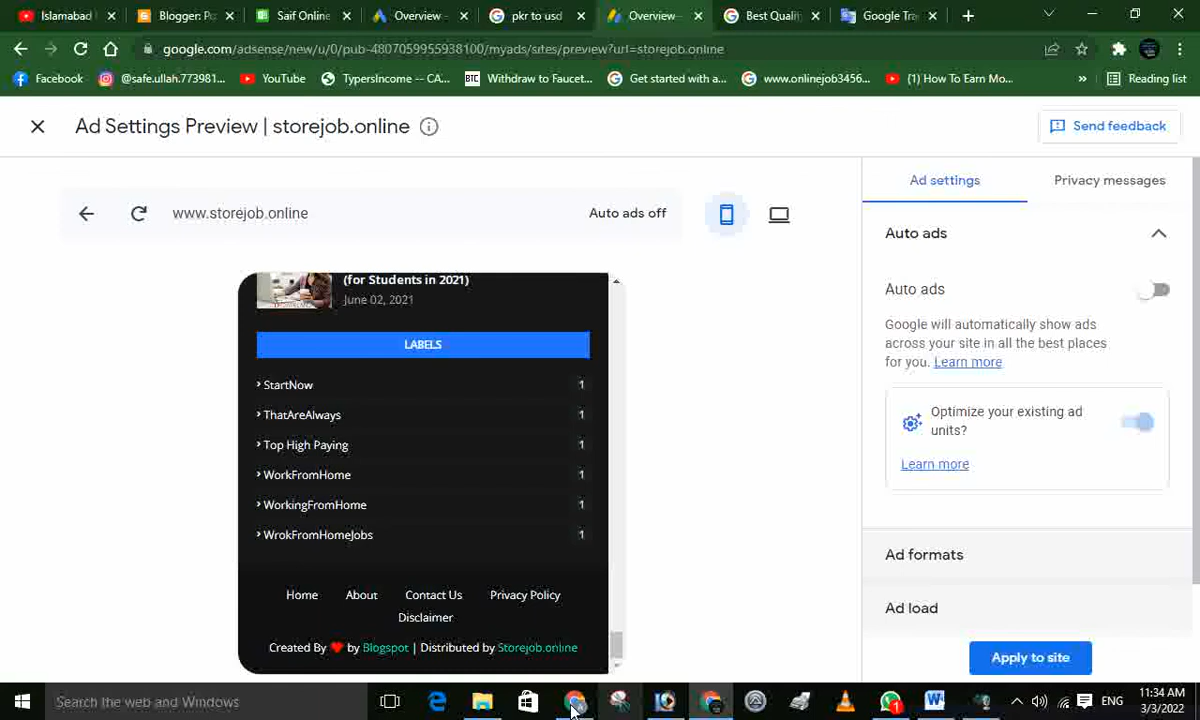 Islamabad
Blogger: Po
Saif Online
Overview
pkr to usd
Overview
Best Quali
Google Tra
google.com/adsense/new/u/0/pub-4807059955938100/myads/sites/preview?url=storejob.online
Facebook
@safe.ullah.773981...
YouTube
TypersIncome -- CA...
BTC
Withdraw to Faucet...
Get started with a...
www.onlinejob3456...
(1) How To Earn Mo...
»
Reading list
Ad Settings Preview | storejob.online
Send feedback
www.storejob.online
Auto ads off
(for Students in 2021)
June 02, 2021
LABELS
StartNow 1
ThatAreAlways 1
Top High Paying 1
WorkFromHome 1
WorkingFromHome 1
WrokFromHomeJobs 1
Home
About
Contact Us
Privacy Policy
Disclaimer
Created By ❤ by Blogspot | Distributed by Storejob.online
Ad settings
Privacy messages
Auto ads
Auto ads
Google will automatically show ads
across your site in all the best places
for you. Learn more
Optimize your existing ad
units?
Learn more
Ad formats
Ad load
Apply to site
Search the web and Windows
ENG
11:34 AM
3/3/2022